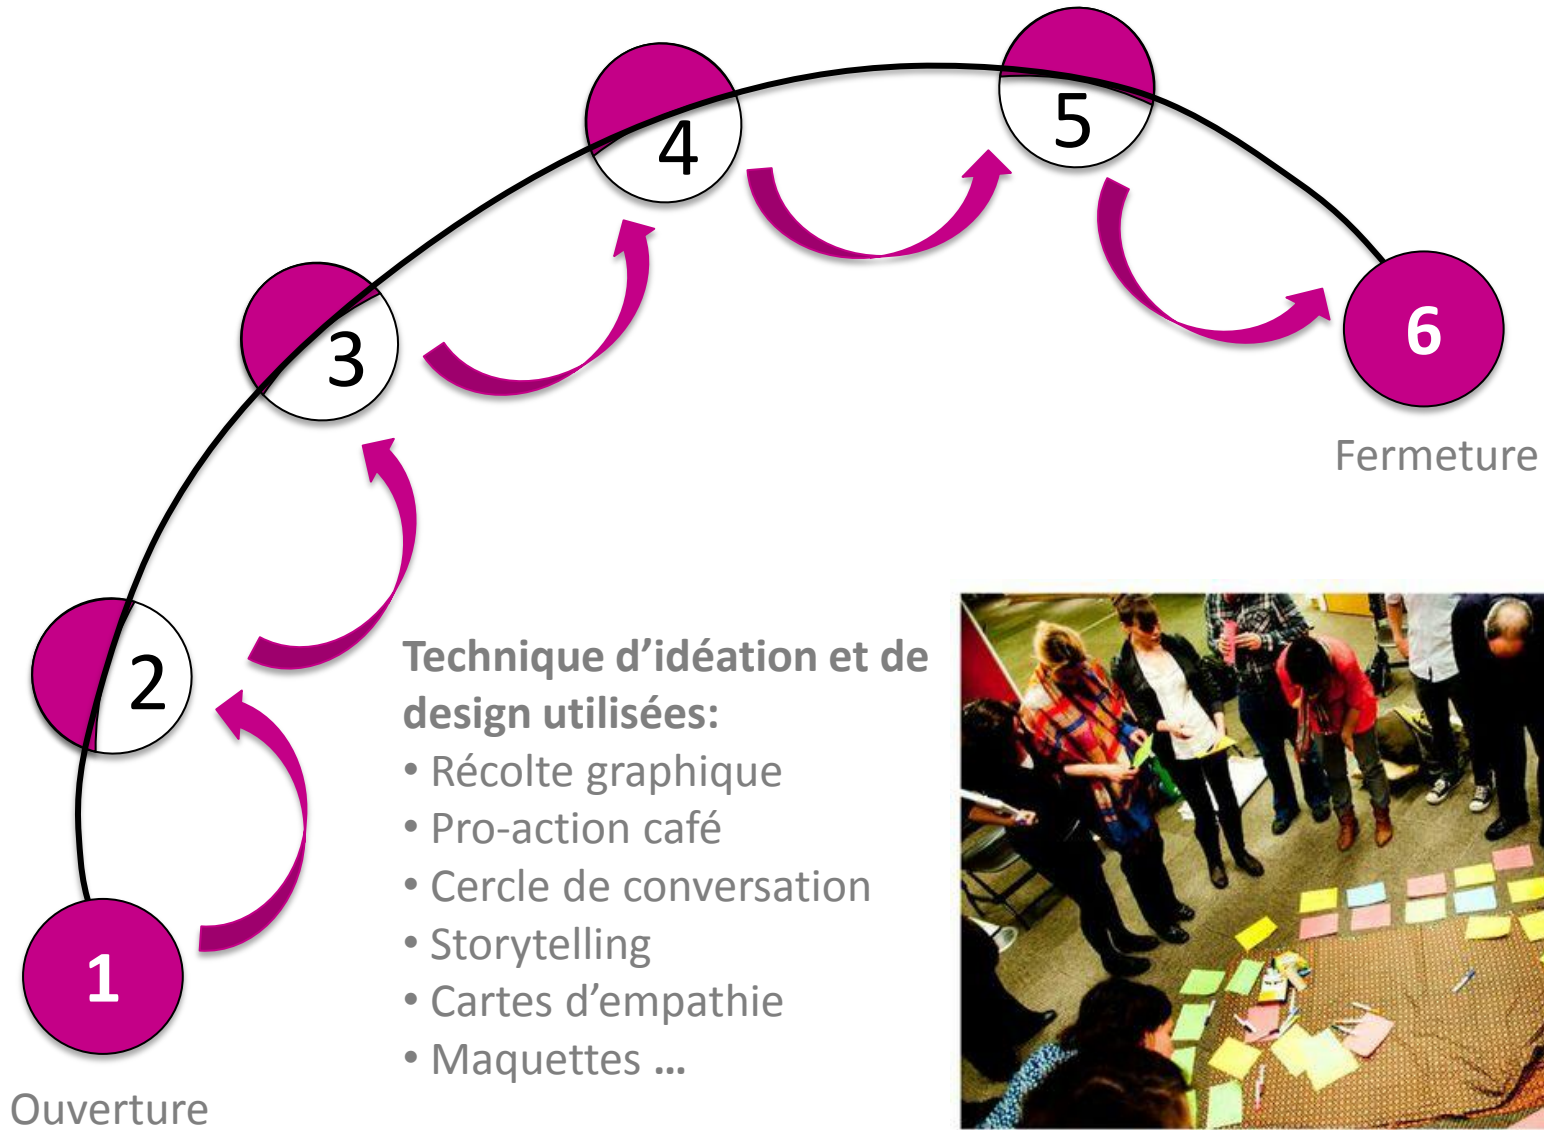 4
5
3
6
Fermeture
2
Technique d’idéation et de
design utilisées:
• Récolte graphique
• Pro-action café
• Cercle de conversation
• Storytelling
• Cartes d’empathie
• Maquettes ...
1
Ouverture